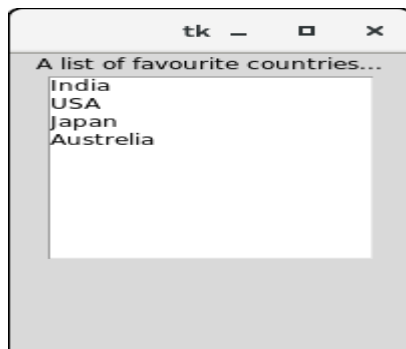 tk
A list of favourite countries...
India
USA
Japan
Austrelia